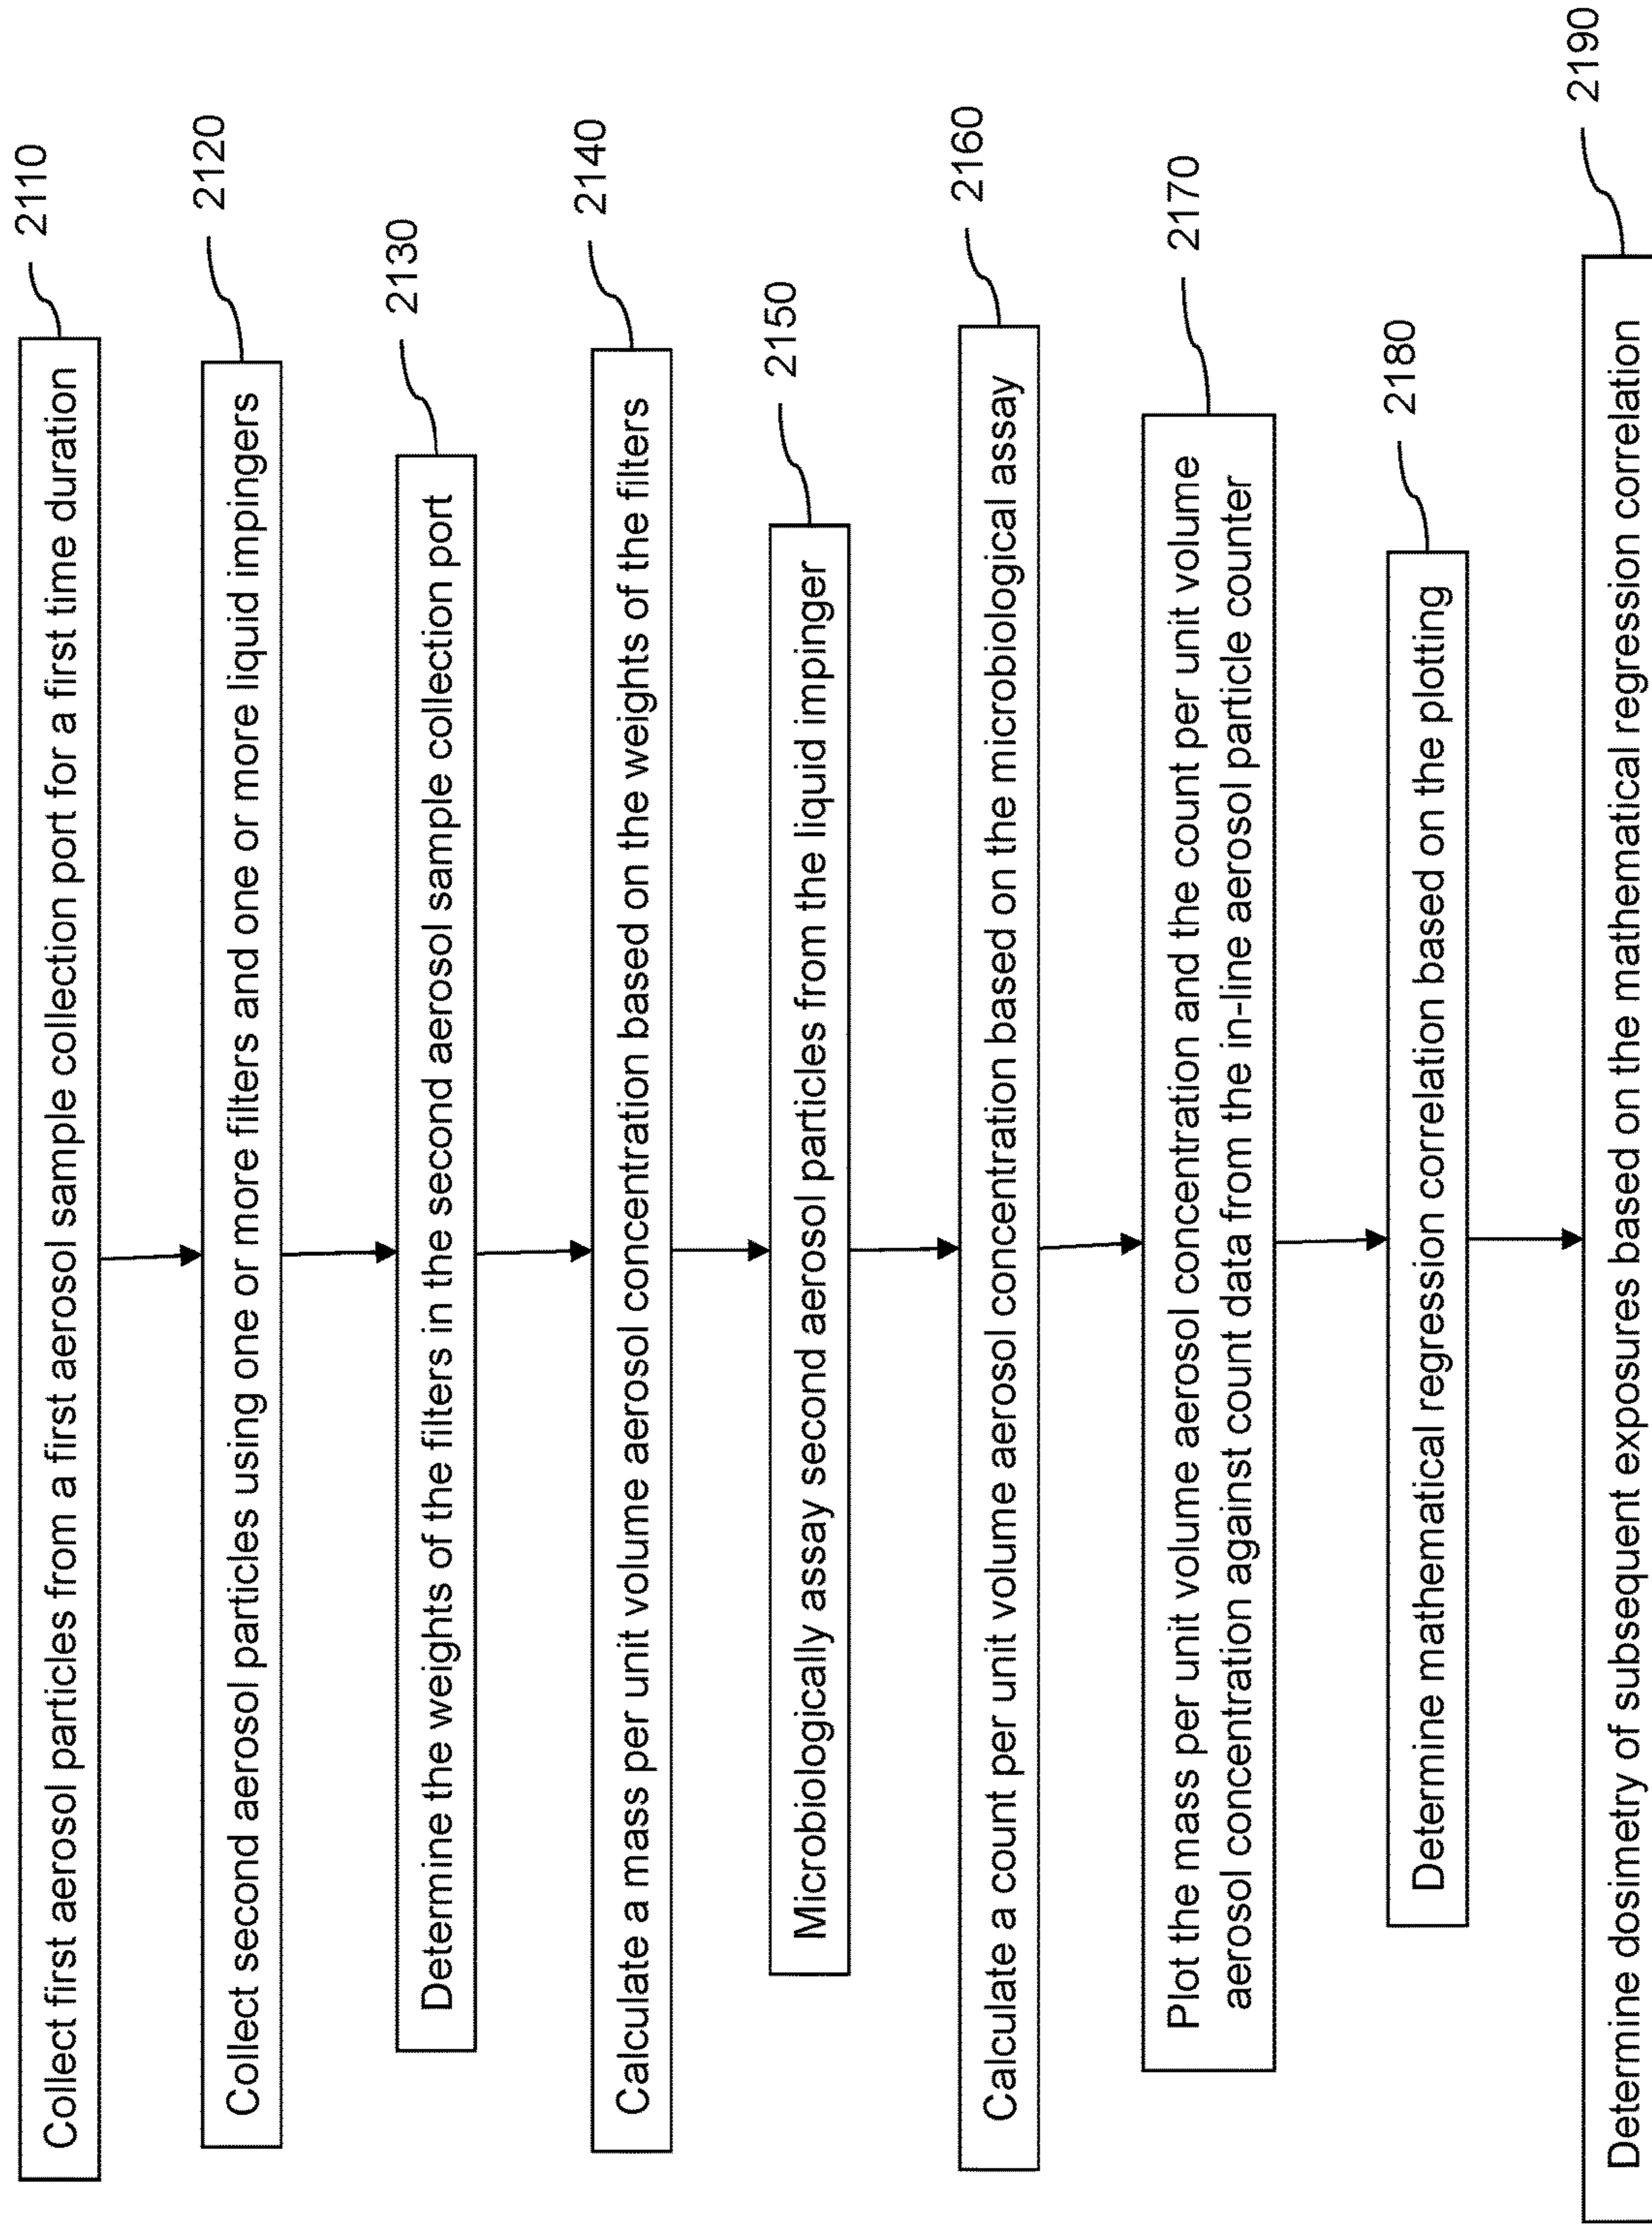 Collect first aerosol particles from a first aerosol sample collection port for a first time duration
2110
Collect second aerosol particles using one or more filters and one or more liquid impingers
2120
Determine the weights of the filters in the second aerosol sample collection port
2130
Calculate a mass per unit volume aerosol concentration based on the weights of the filters
2140
Microbiologically assay second aerosol particles from the liquid impinger
2150
Calculate a count per unit volume aerosol concentration based on the microbiological assay
2160
Plot the mass per unit volume aerosol concentration and the count per unit volume
aerosol concentration against count data from the in-line aerosol particle counter
2170
Determine mathematical regression correlation based on the plotting
2180
Determine dosimetry of subsequent exposures based on the mathematical regression correlation
2190